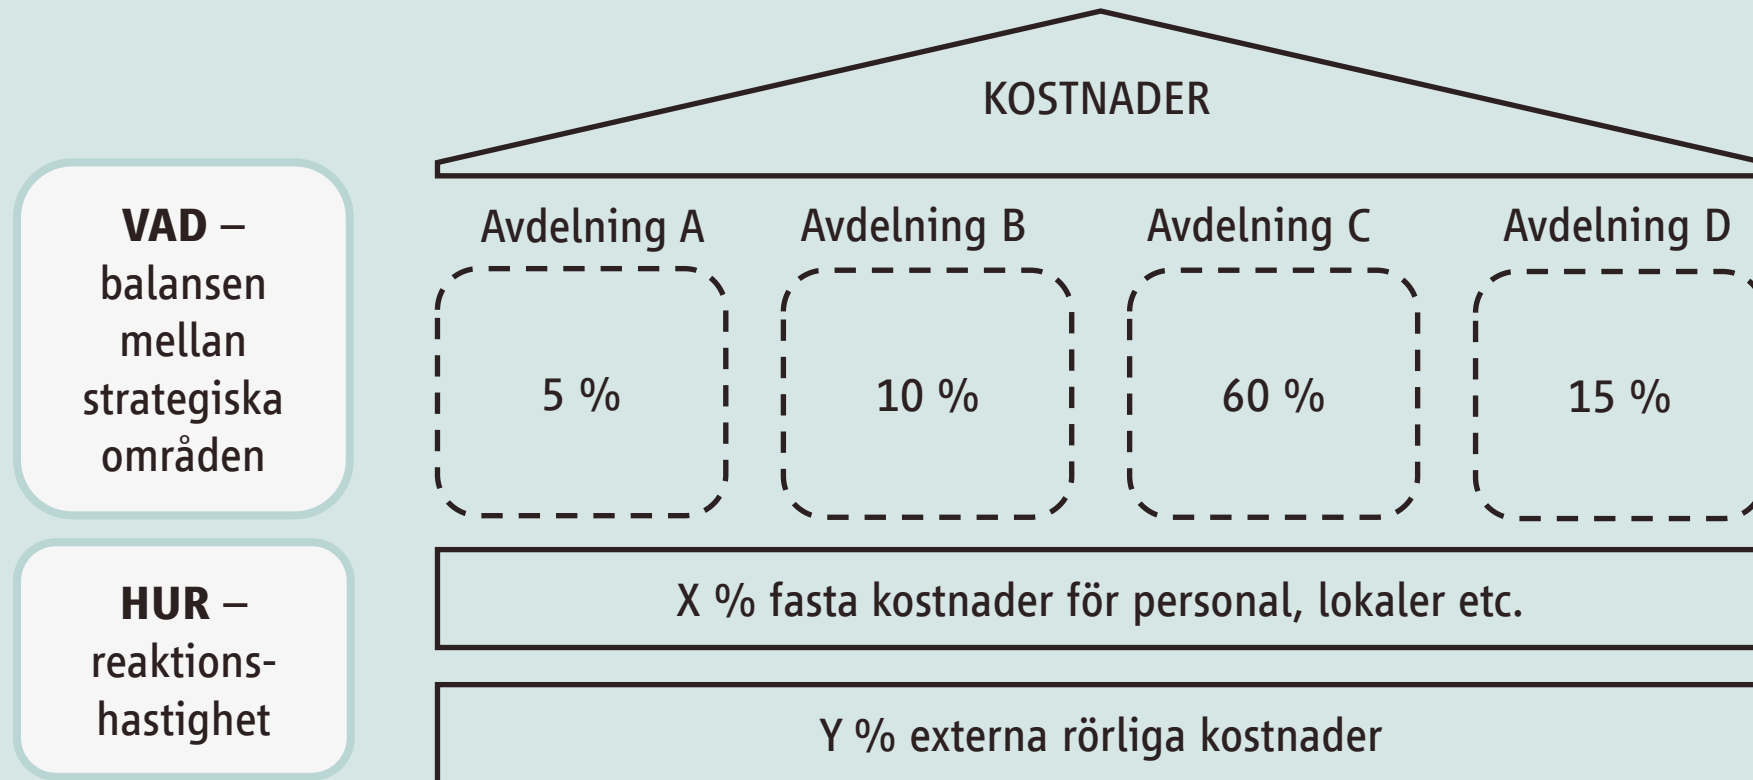 KOSTNADER
VAD –
balansen
mellan
strategiska
områden
Avdelning A
Avdelning B
Avdelning C
Avdelning D
5 %
10 %
60 %
15 %
HUR –
reaktions-
hastighet
X % fasta kostnader för personal, lokaler etc.
Y % externa rörliga kostnader